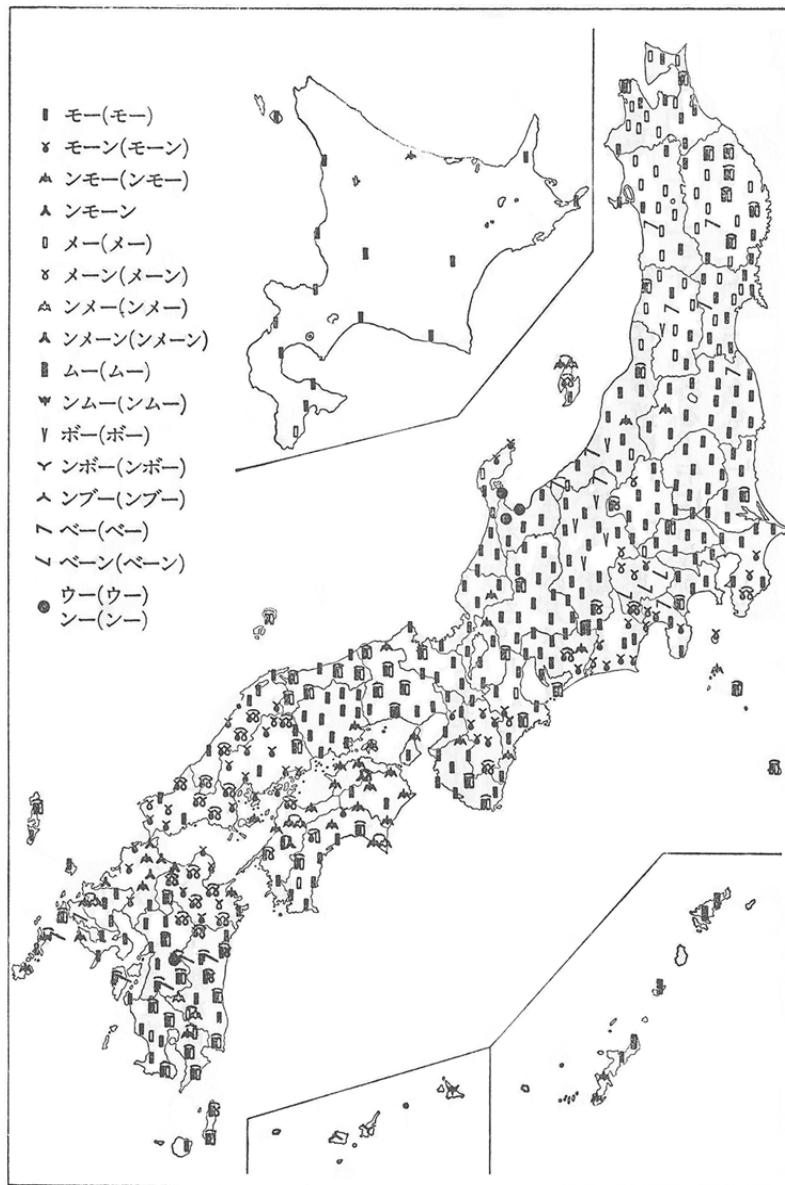 モー(モー)
モーン(モーン)
ンモー(ンモー)
ンモーン
メー(メー)
メーン(メーン)
ンメー(ンメー)
ンメーン(ンメーン)
ムー(ムー)
ンムー(ンムー)
ボー(ボー)
ンボー(ンボー)
ンブー(ンブー)
ベー(ベー)
ベーン(ベーン)
ウー(ウー)
ンー(ンー)